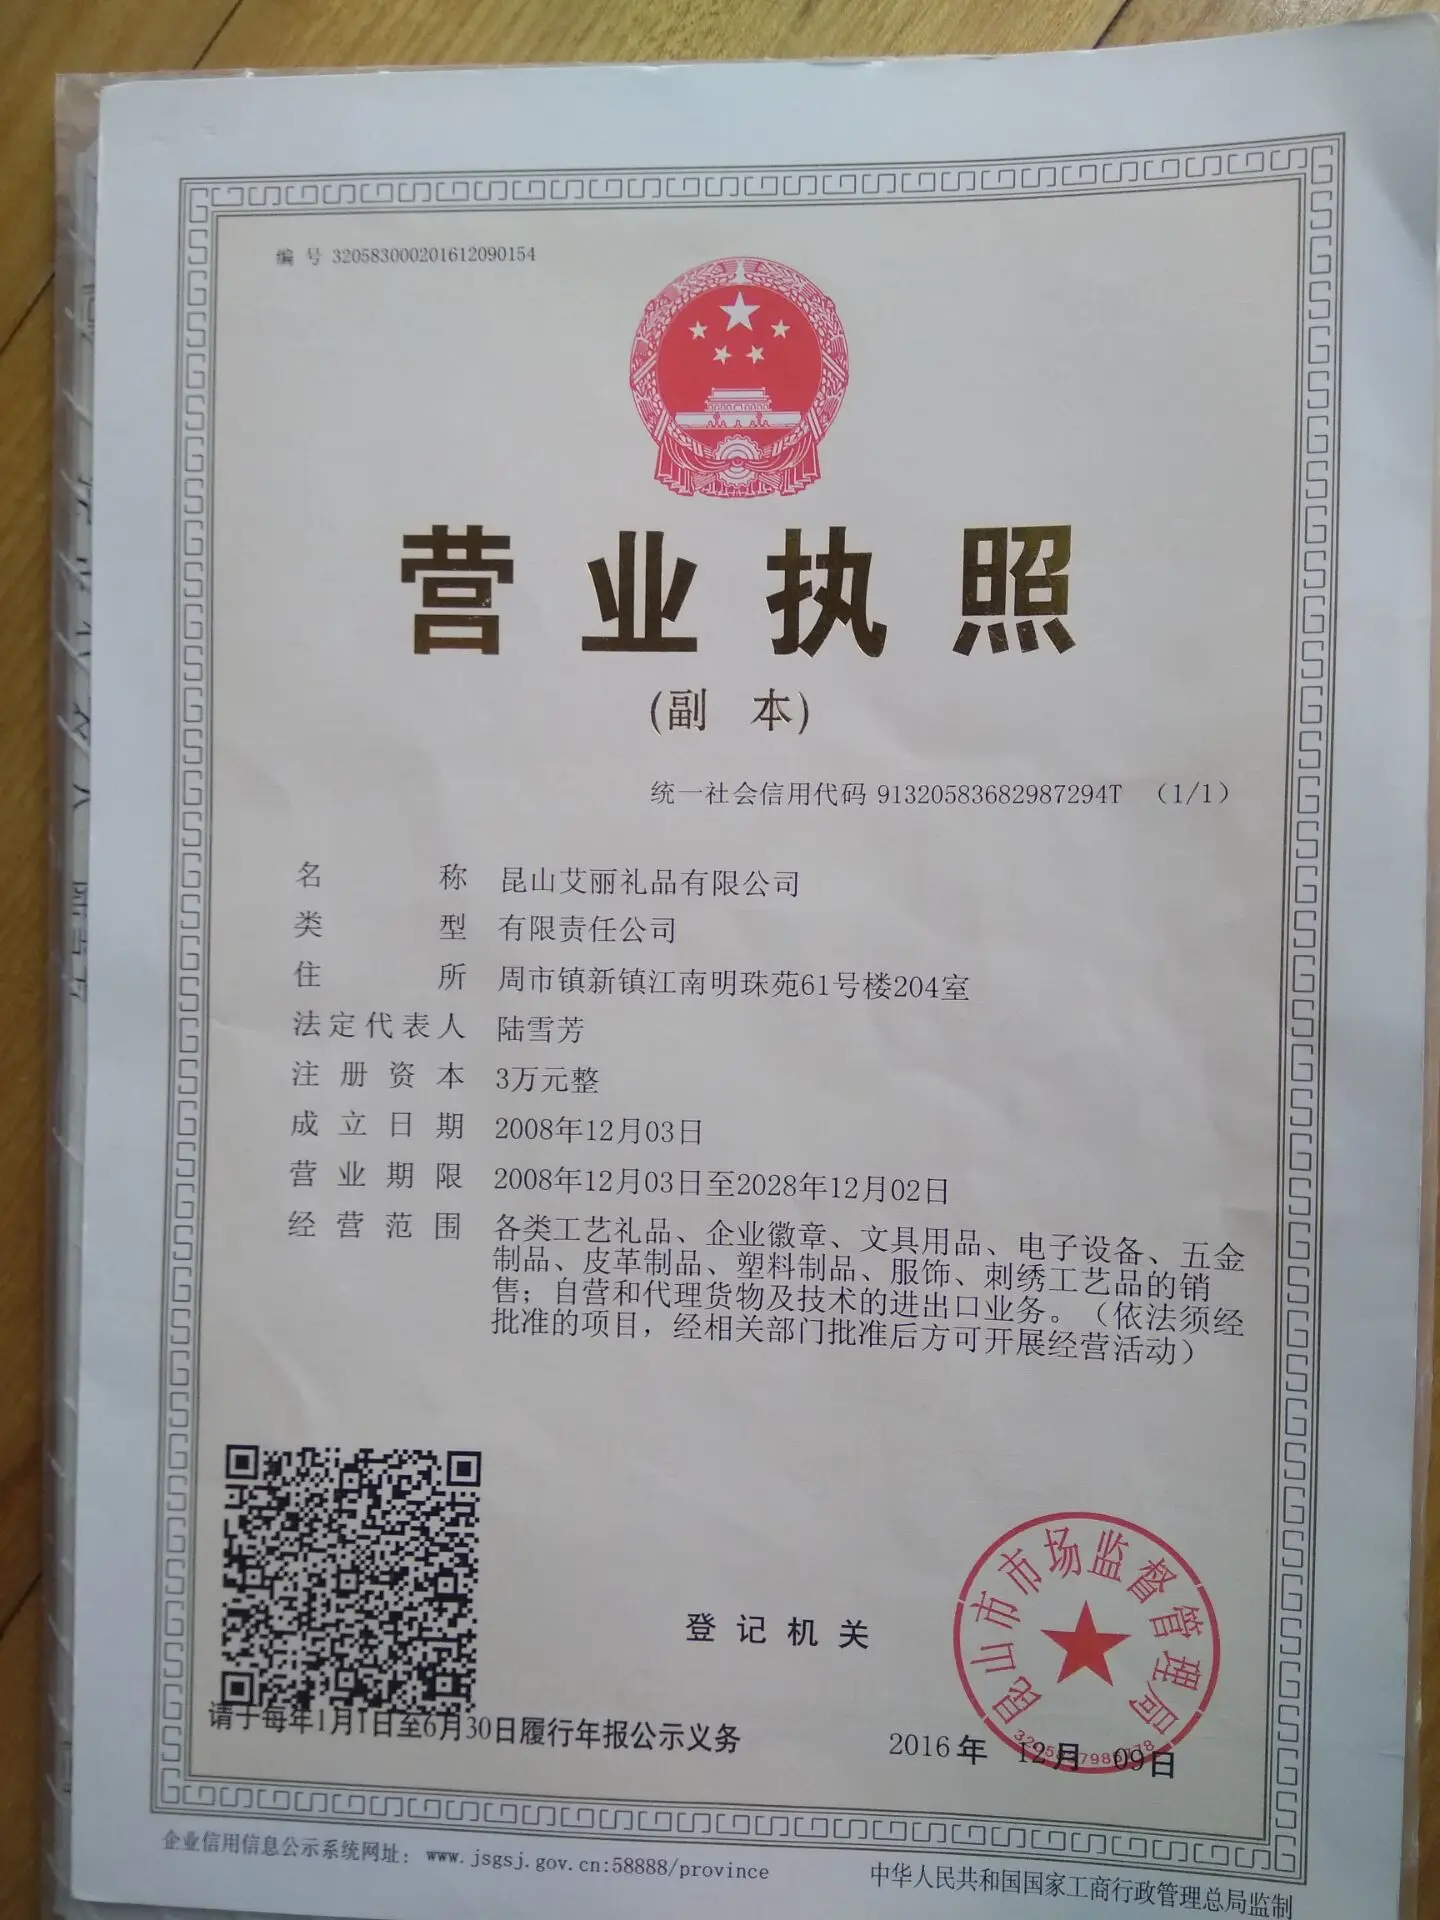 编 号 320583000201612090154
营业执照
(副 本)
统一社会信用代码 91320583682987294T （1/1）
名 称 昆山艾丽礼品有限公司
类 型 有限责任公司
住 所 周市镇新镇江南明珠苑61号楼204室
法定代表人 陆雪芳
注册资本 3万元整
成立日期 2008年12月03日
营业期限 2008年12月03日至2028年12月02日
经营范围 各类工艺礼品、企业徽章、文具用品、电子设备、五金
制品、皮革制品、塑料制品、服饰、刺绣工艺品的销
售；自营和代理货物及技术的进出口业务。（依法须经
批准的项目，经相关部门批准后方可开展经营活动）
登记机关
昆山市市场监督管理局
请于每年1月1日至6月30日履行年报公示义务
2016年 12月 09日
企业信用信息公示系统网址：www.jsgsj.gov.cn:58888/province
中华人民共和国国家工商行政管理总局监制